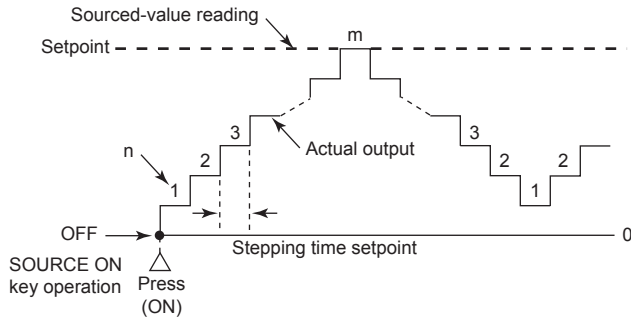 Sourced-value reading
Setpoint
m
n
3
2
1
Actual output
3
2
1
2
OFF
Stepping time setpoint
0
SOURCE ON
key operation
Press
(ON)